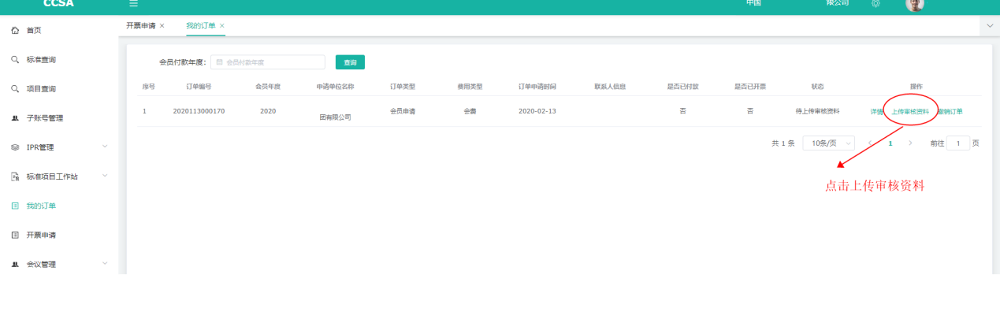 CCSA
中国 限公司
首页
标准查询
项目查询
子账号管理
IPR管理
标准项目工作站
我的订单
开票申请
会议管理
开票申请 × 我的订单 ×
会员付款年度： 会员付款年度 查询
序号 订单编号 会员年度 申请单位名称 订单类型 费用类型 订单申请时间 联系人信息 是否已付款 是否已开票 状态 操作
1 2020113000170 2020 团有限公司 会员申请 会费 2020-02-13 否 否 待上传审核资料 详情 上传审核资料 撤销订单
共 1 条 10条/页 1 前往 1 页
点击上传审核资料